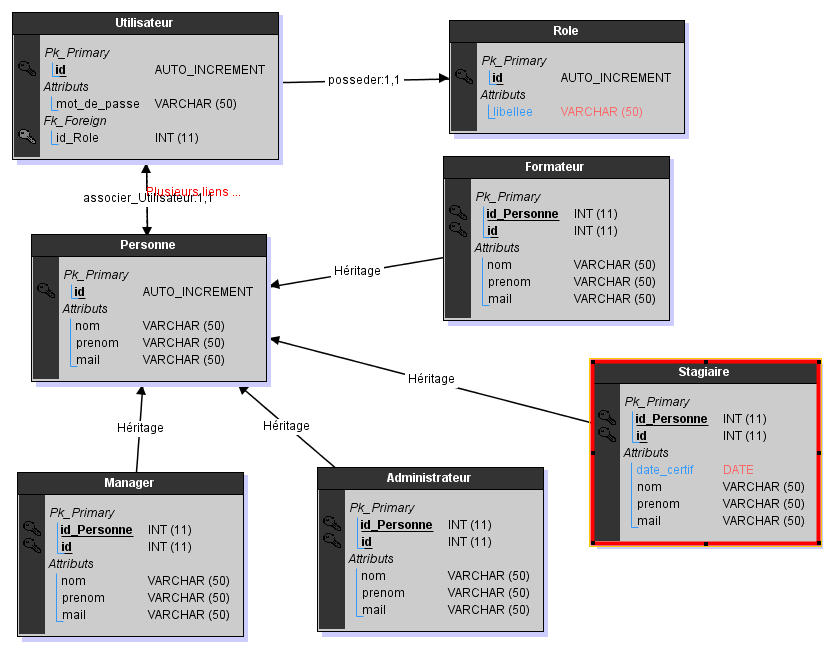 Utilisateur
Pk_Primary
id AUTO_INCREMENT
Attributs
mot_de_passe VARCHAR (50)
Fk_Foreign
id_Role INT (11)
posseder:1,1
Role
Pk_Primary
id AUTO_INCREMENT
Attributs
libellee VARCHAR (50)
Plusieurs liens ...
associer_Utilisateur:1,1
Personne
Pk_Primary
id AUTO_INCREMENT
Attributs
nom VARCHAR (50)
prenom VARCHAR (50)
mail VARCHAR (50)
Formateur
Pk_Primary
id_Personne INT (11)
id INT (11)
Attributs
nom VARCHAR (50)
prenom VARCHAR (50)
mail VARCHAR (50)
Héritage
Héritage
Stagiaire
Pk_Primary
id_Personne INT (11)
id INT (11)
Attributs
date_certif DATE
nom VARCHAR (50)
prenom VARCHAR (50)
mail VARCHAR (50)
Héritage
Héritage
Manager
Pk_Primary
id_Personne INT (11)
id INT (11)
Attributs
nom VARCHAR (50)
prenom VARCHAR (50)
mail VARCHAR (50)
Administrateur
Pk_Primary
id_Personne INT (11)
id INT (11)
Attributs
nom VARCHAR (50)
prenom VARCHAR (50)
mail VARCHAR (50)